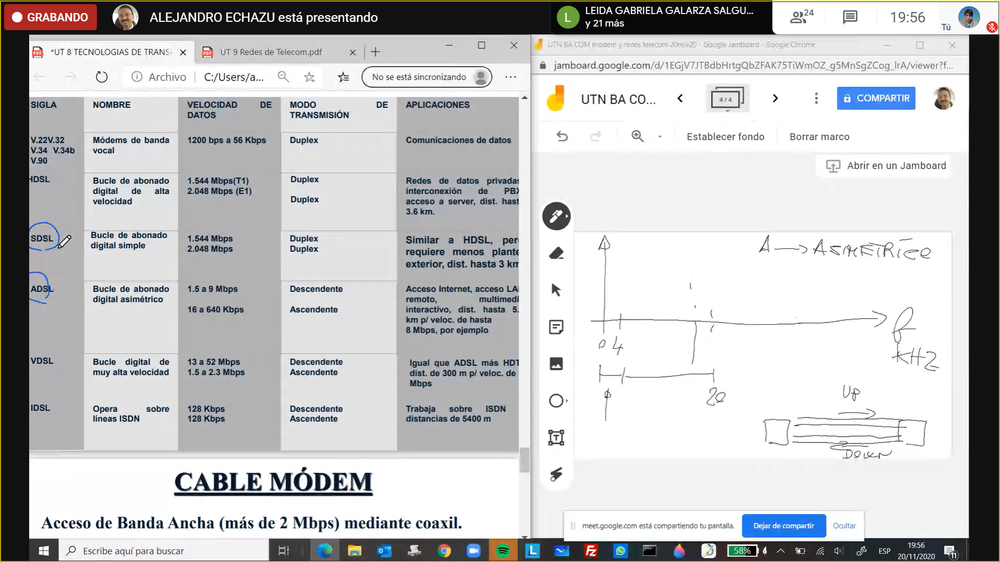 GRABANDO
ALEJANDRO ECHAZU está presentando
L
LEIDA GABRIELA GALARZA SALGU...
y 21 más
24
19:56
Tú
*UT 8 TECNOLOGIAS DE TRANS
UT 9 Redes de Telecom.pdf
Archivo
C:/Users/a...
No se está sincronizando
SIGLA
NOMBRE
VELOCIDAD DE DATOS
MODO DE TRANSMISIÓN
APLICACIONES
V.22V.32
V.34 V.34b
V.90
Módems de banda vocal
1200 bps a 56 Kbps
Duplex
Comunicaciones de datos
HDSL
Bucle de abonado
digital de alta
velocidad
1.544 Mbps(T1)
2.048 Mbps (E1)
Duplex
Duplex
Redes de datos privadas
interconexión de PBX
acceso a server, dist. hast
3.6 km.
SDSL
Bucle de abonado
digital simple
1.544 Mbps
2.048 Mbps
Duplex
Duplex
Similar a HDSL, per
requiere menos plante
exterior, dist. hasta 3 km
ADSL
Bucle de abonado
digital asimétrico
1.5 a 9 Mbps
16 a 640 Kbps
Descendente
Ascendente
Acceso Internet, acceso LA
remoto, multimedi
interactivo, dist. hasta 5.
km p/ veloc. de hasta
8 Mbps, por ejemplo
VDSL
Bucle digital de
muy alta velocidad
13 a 52 Mbps
1.5 a 2.3 Mbps
Descendente
Ascendente
Igual que ADSL más HDT
dist. de 300 m p/ veloc. de
Mbps
IDSL
Opera sobre
líneas ISDN
128 Kbps
128 Kbps
Descendente
Ascendente
Trabaja sobre ISDN
distancias de 5400 m
CABLE MÓDEM
Acceso de Banda Ancha (más de 2 Mbps) mediante coaxil.
UTN BA COM modem y redes telecom 20nov20 - Google Jamboard - Google Chrome
jamboard.google.com/d/1EGjV7JTBdbHrtgQbZFAK75TiWmOZ_g5MnSgZCog_lrA/viewer?f...
UTN BA CO...
4 / 4
COMPARTIR
Establecer fondo
Borrar marco
Abrir en un Jamboard
A → ASIMETRICO
0 4
f
KHZ
20
UP
DOWN
meet.google.com está compartiendo tu pantalla.
Dejar de compartir
Ocultar
Escribe aquí para buscar
58%
ESP
19:56
20/11/2020
11